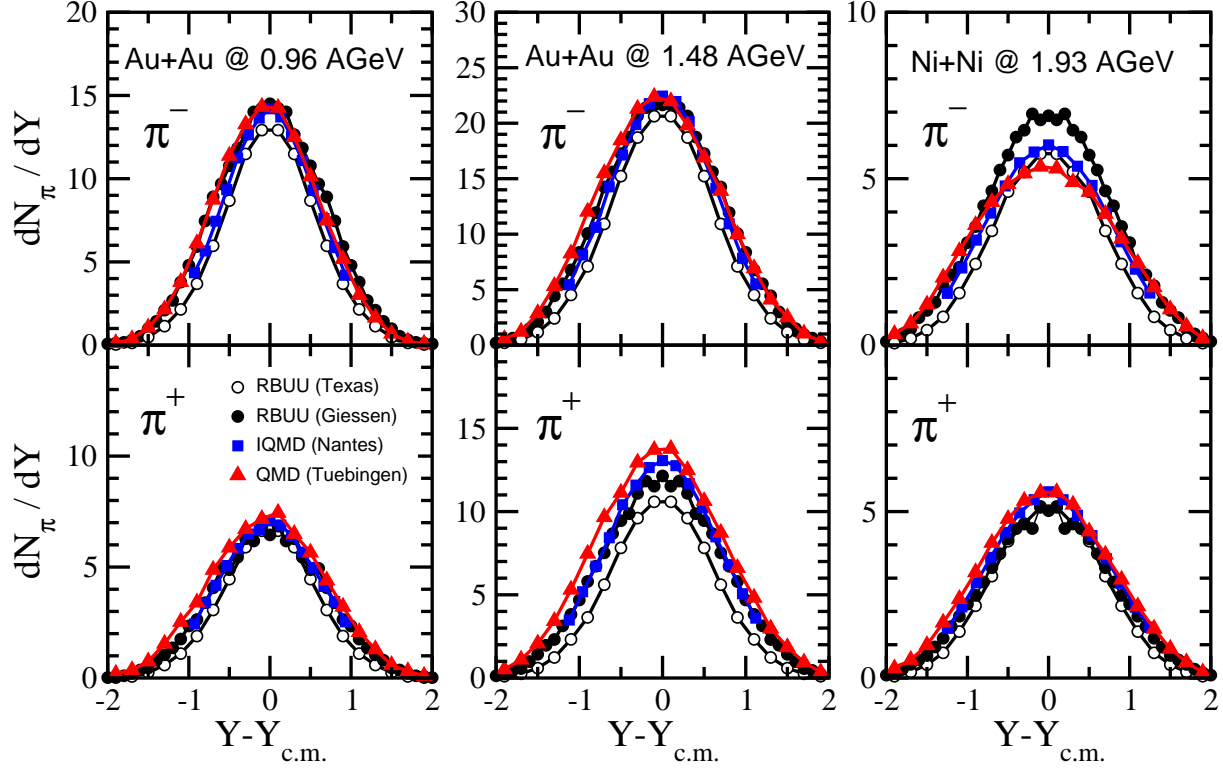 Au+Au @ 0.96 AGeV
Au+Au @ 1.48 AGeV
Ni+Ni @ 1.93 AGeV
π⁻
π⁻
π⁻
dN_π / dY
20
15
10
5
0
30
25
20
15
10
5
0
10
5
0
π⁺
π⁺
π⁺
RBUU (Texas)
RBUU (Giessen)
IQMD (Nantes)
QMD (Tuebingen)
dN_π / dY
10
5
0
15
10
5
0
5
0
-2 -1 0 1 2
-2 -1 0 1 2
-2 -1 0 1 2
Y-Y_c.m.
Y-Y_c.m.
Y-Y_c.m.